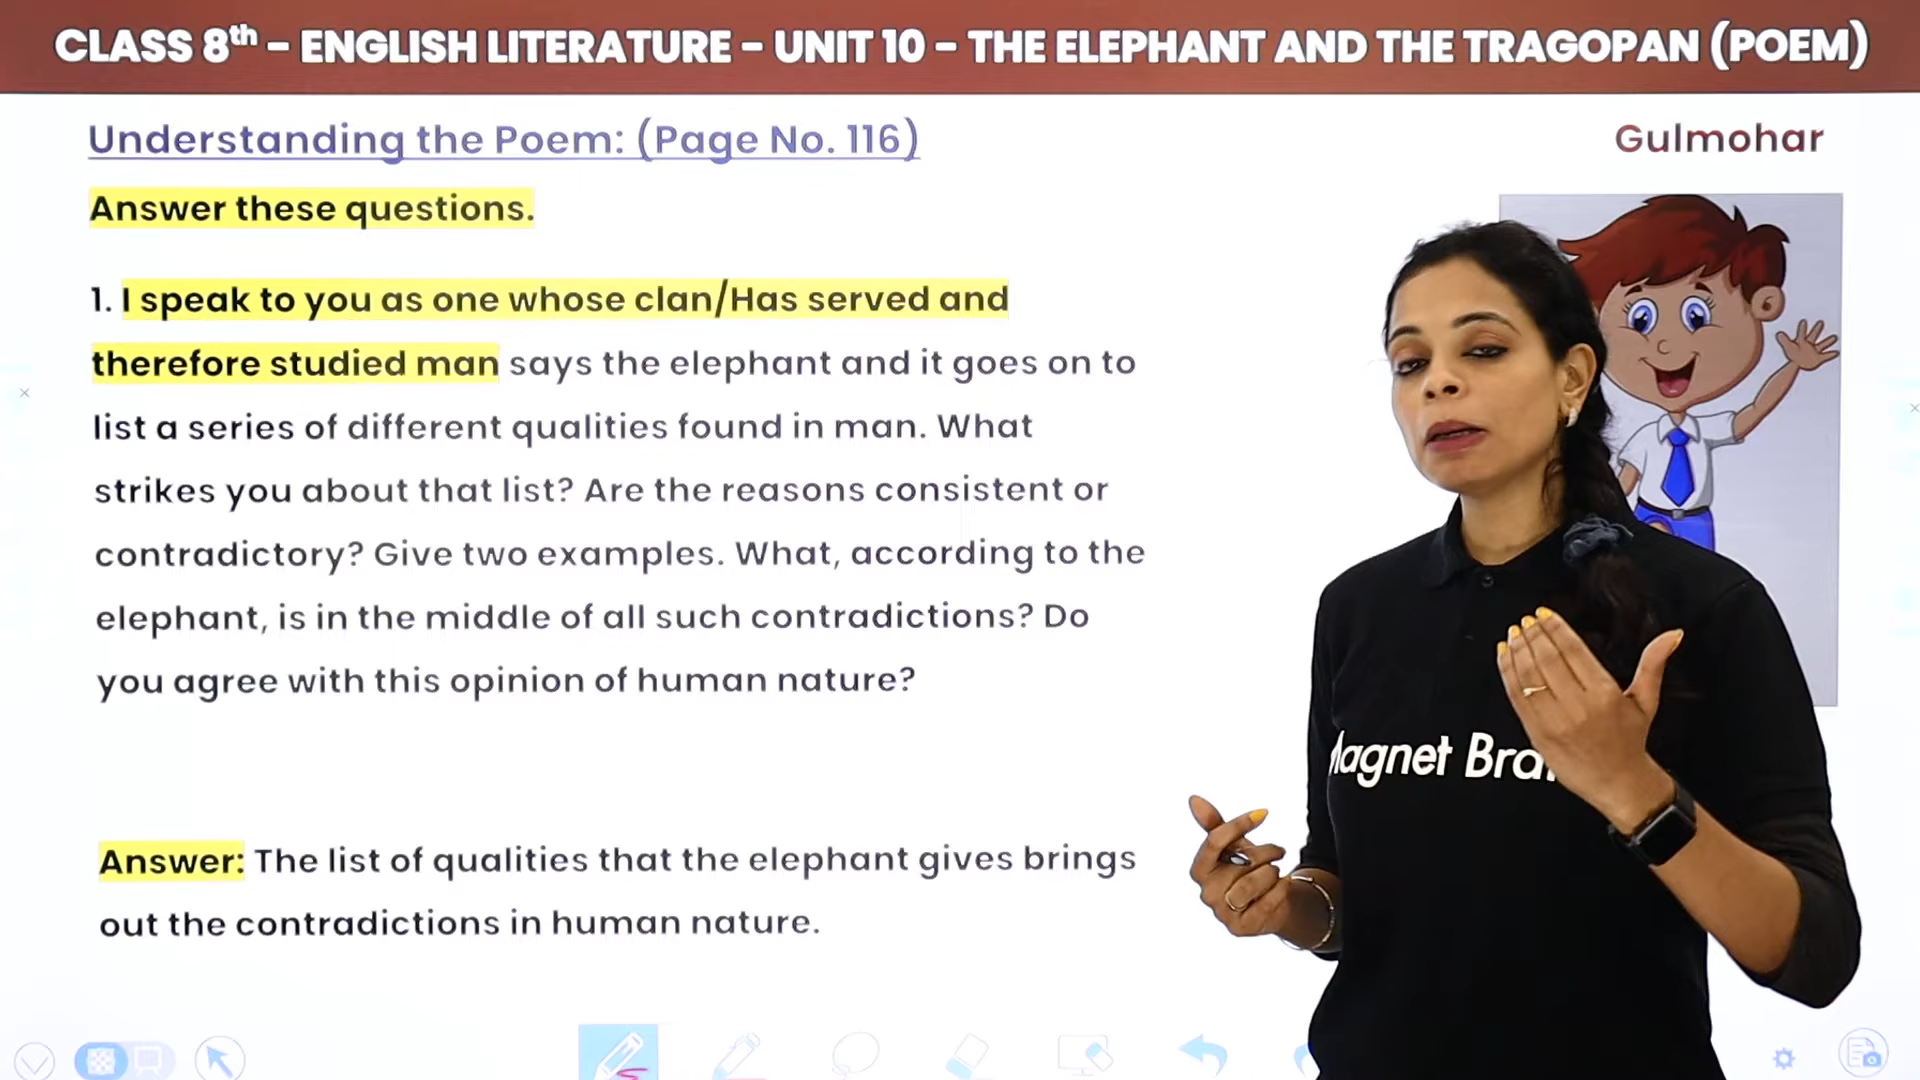 CLASS 8th - ENGLISH LITERATURE - UNIT 10 - THE ELEPHANT AND THE TRAGOPAN (POEM)
Understanding the Poem: (Page No. 116)
Gulmohar
Answer these questions.
1. I speak to you as one whose clan/Has served and
therefore studied man says the elephant and it goes on to
list a series of different qualities found in man. What
strikes you about that list? Are the reasons consistent or
contradictory? Give two examples. What, according to the
elephant, is in the middle of all such contradictions? Do
you agree with this opinion of human nature?
Answer: The list of qualities that the elephant gives brings
out the contradictions in human nature.